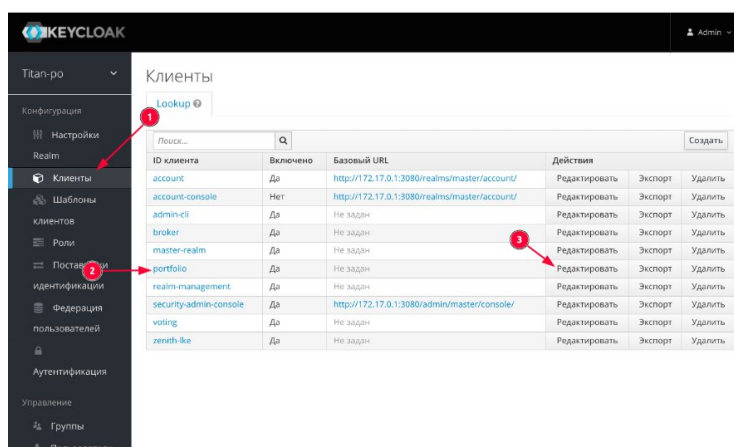 KEYCLOAK
Admin
Titan-po
Клиенты
Lookup
Конфигурация
1
Настройки
Realm
Поиск...
Создать
ID клиента Включено Базовый URL Действия
Клиенты
account Да http://172.17.0.1:3080/realms/master/account/ Редактировать Экспорт Удалить
Шаблоны
клиентов
account-console Нет http://172.17.0.1:3080/realms/master/account/ Редактировать Экспорт Удалить
admin-cli Да Не задан Редактировать Экспорт Удалить
broker Да Не задан Редактировать Экспорт Удалить
Роли
master-realm Да Не задан 3 Редактировать Экспорт Удалить
2
идентификации
portfolio Да Не задан Редактировать Экспорт Удалить
realm-management Да Не задан Редактировать Экспорт Удалить
Федерация
пользователей
security-admin-console Да http://172.17.0.1:3080/admin/master/console/ Редактировать Экспорт Удалить
voting Да Не задан Редактировать Экспорт Удалить
zenith-lke Да Не задан Редактировать Экспорт Удалить
Аутентификация
Управление
Группы